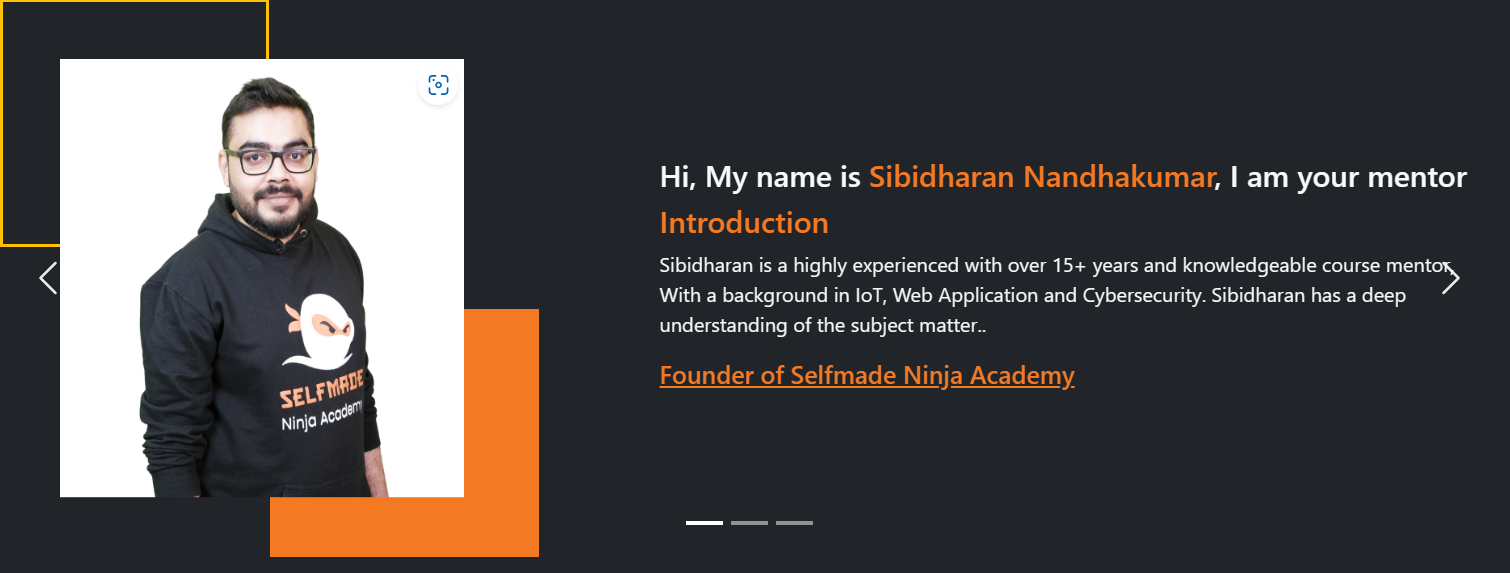 Hi, My name is Sibidharan Nandhakumar, I am your mentor
Introduction
Sibidharan is a highly experienced with over 15+ years and knowledgeable course mentor,
With a background in IoT, Web Application and Cybersecurity. Sibidharan has a deep
understanding of the subject matter..
Founder of Selfmade Ninja Academy
SELFMADE
Ninja Academy